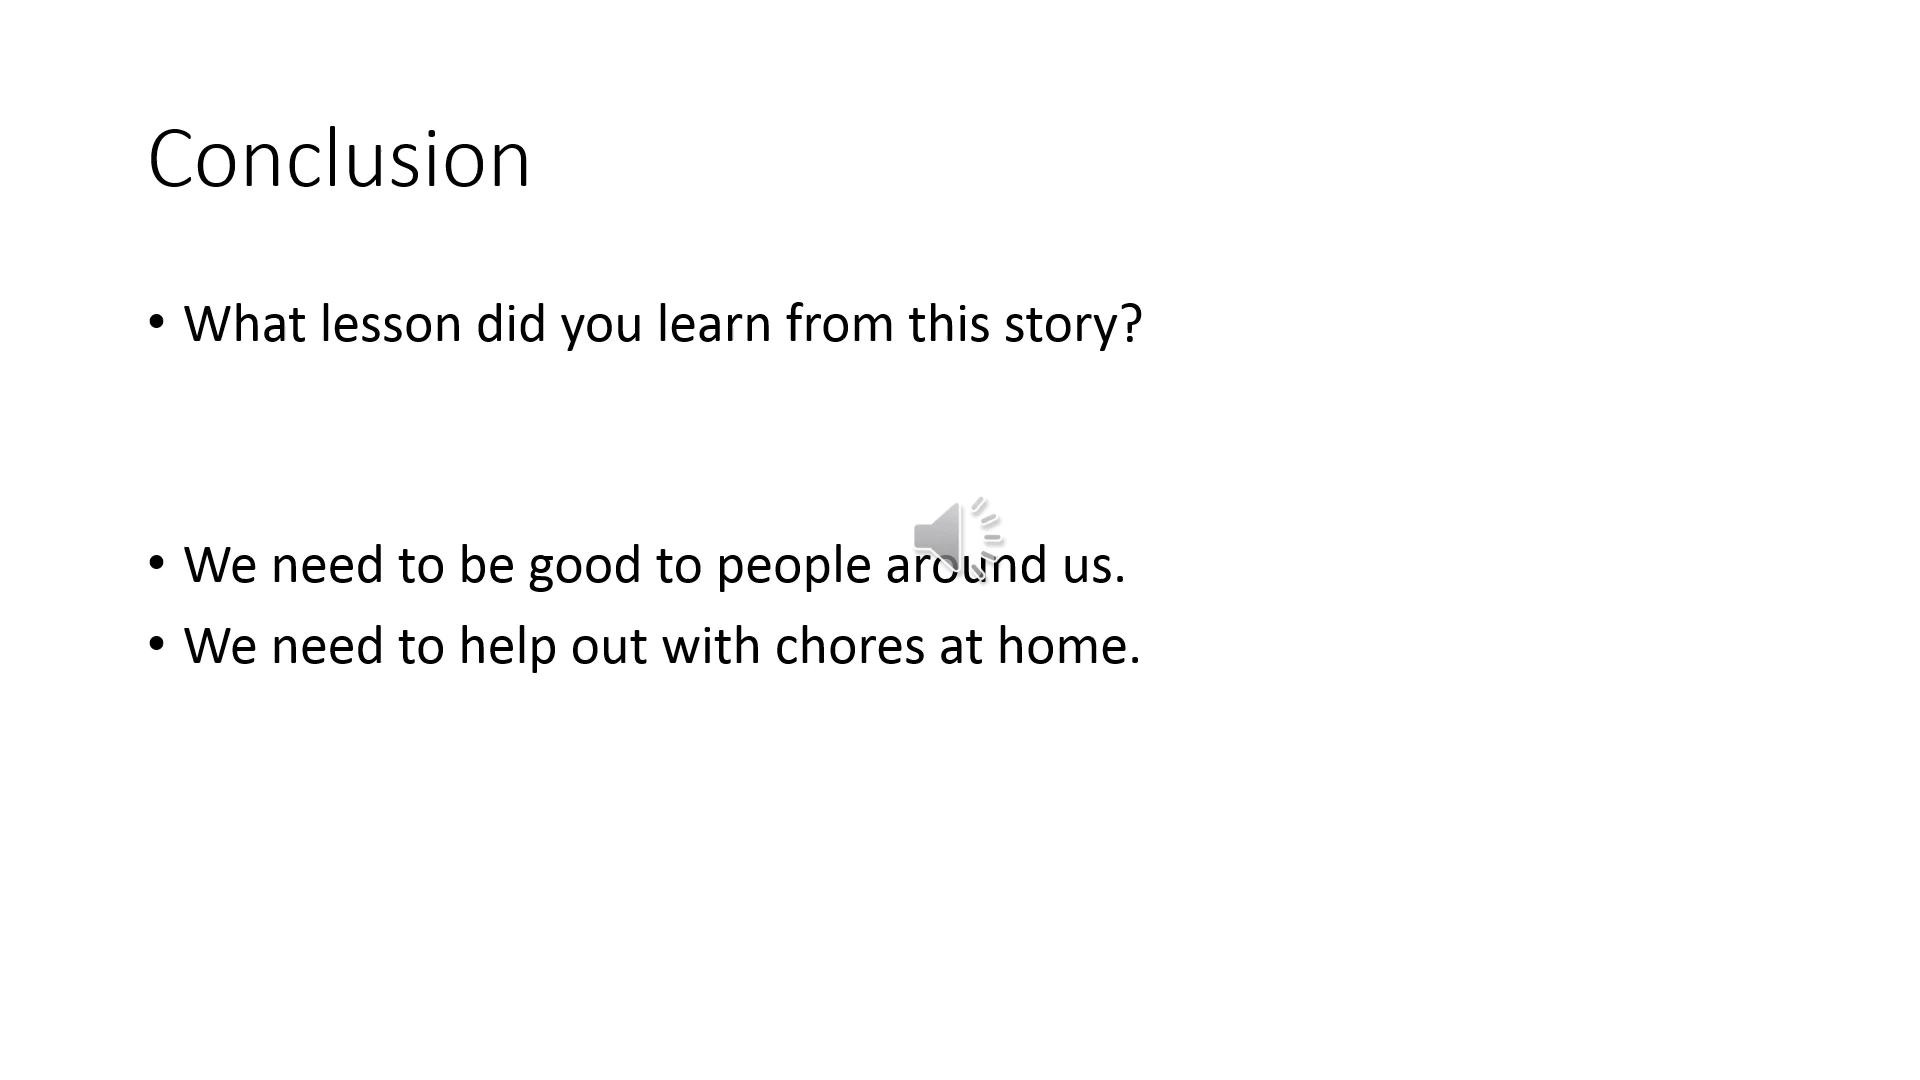 Conclusion
• What lesson did you learn from this story?
• We need to be good to people around us.
• We need to help out with chores at home.